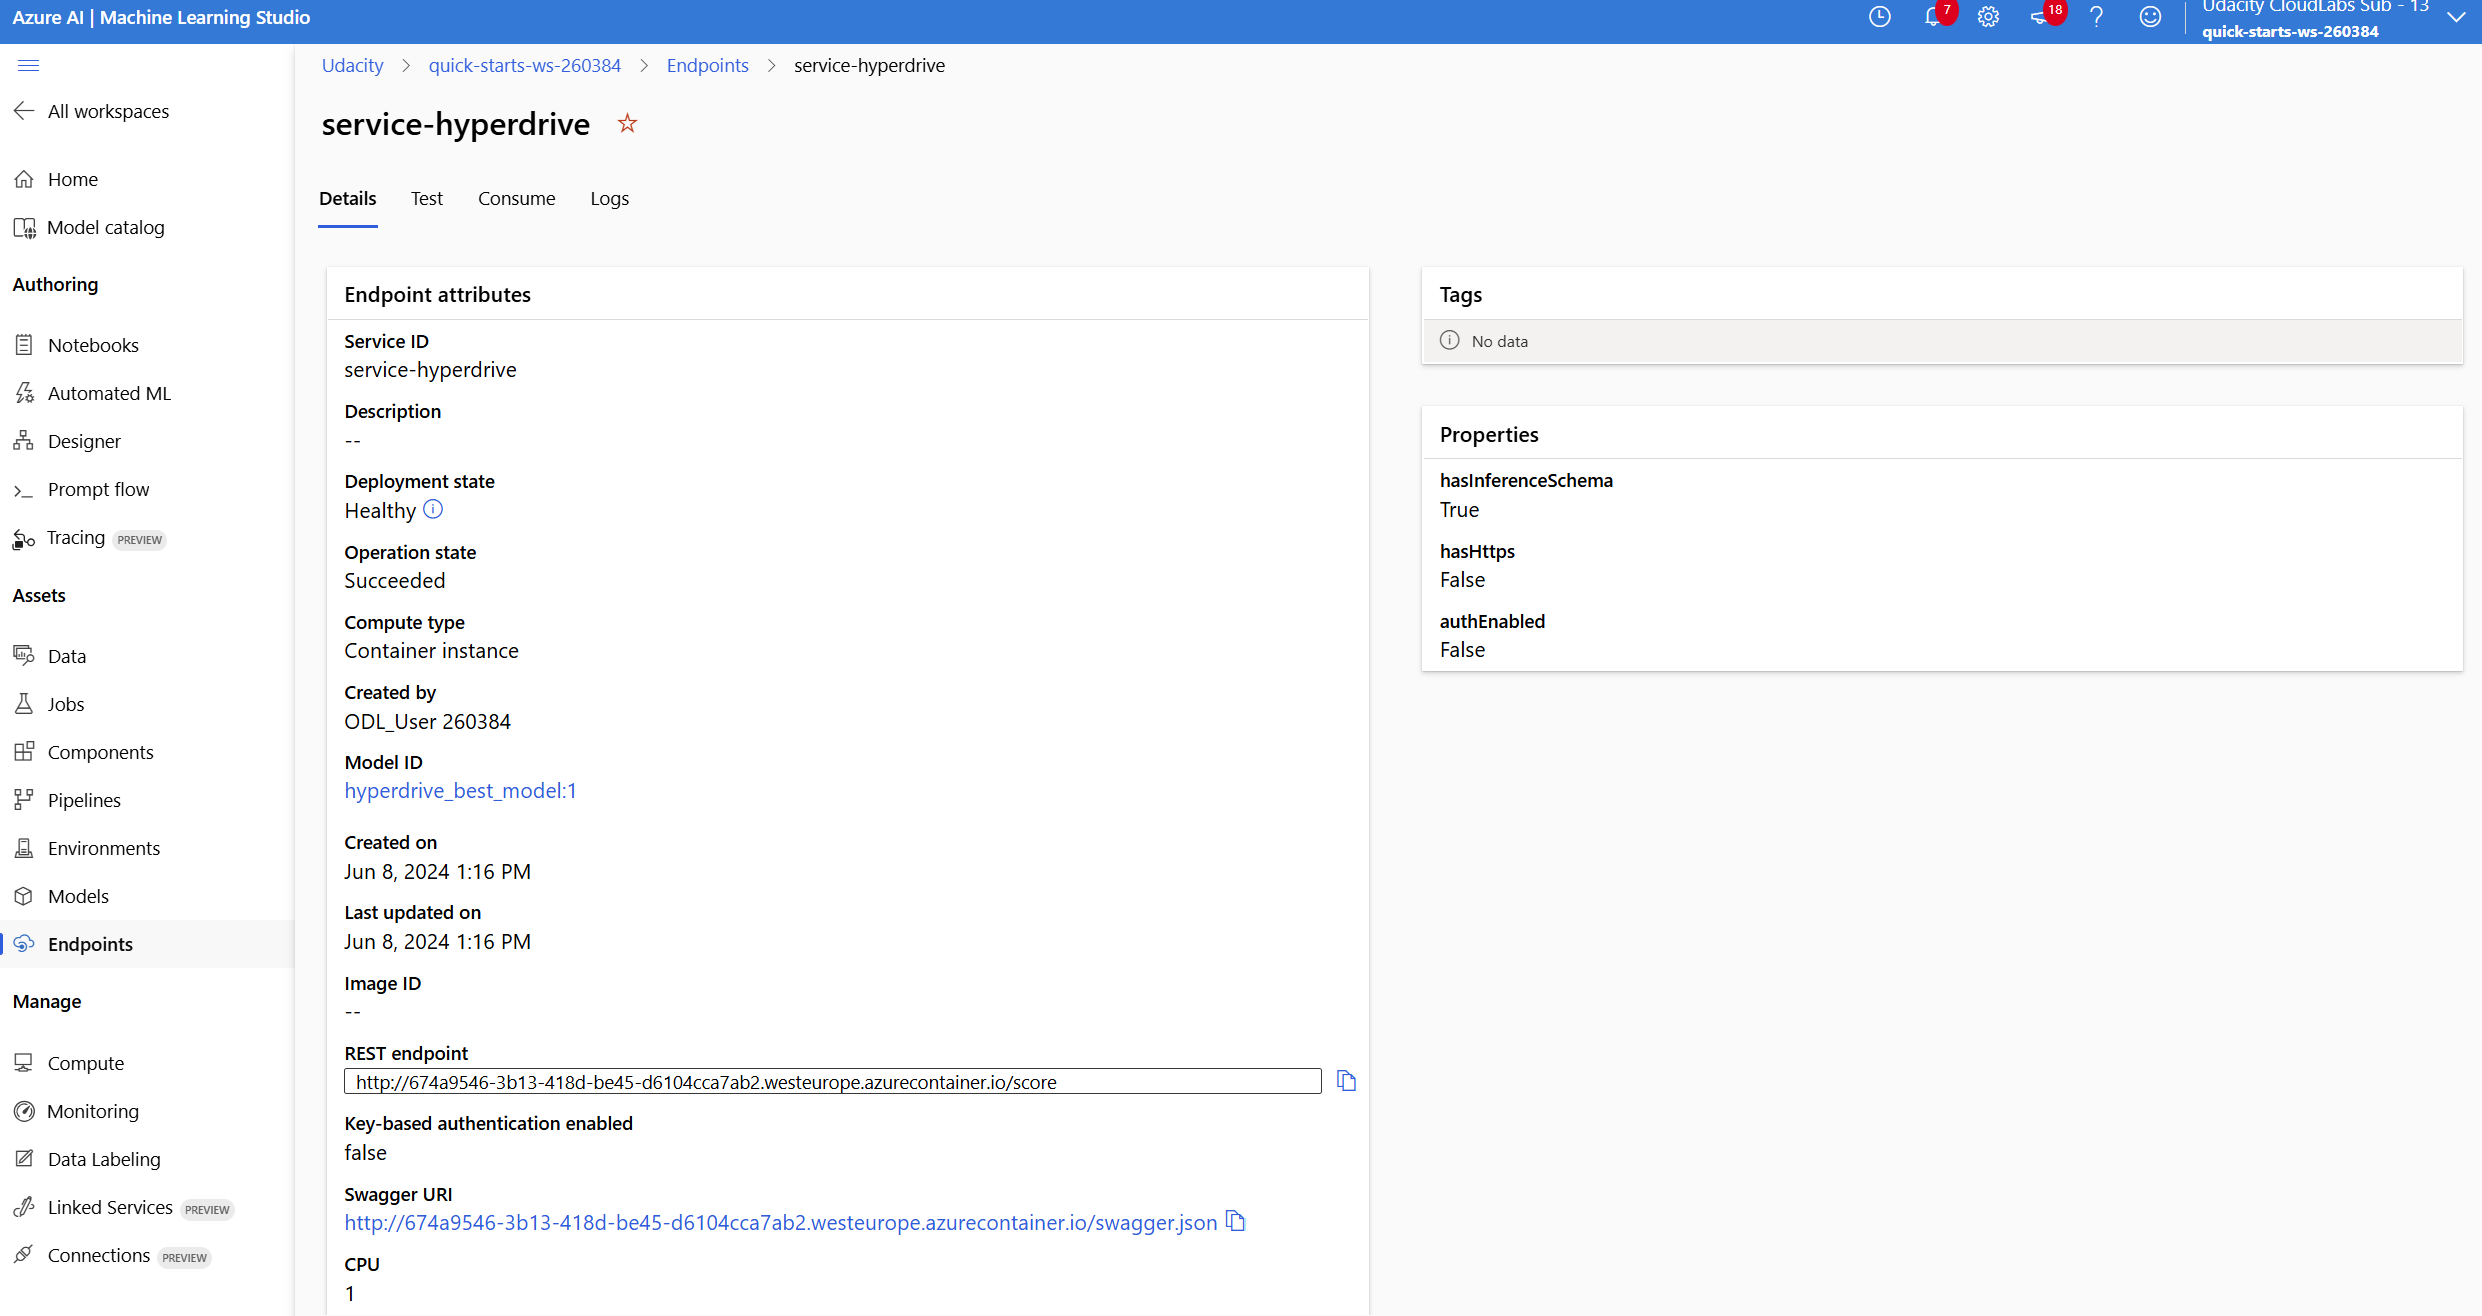 Azure AI | Machine Learning Studio
7
18
Udacity CloudLabs Sub - 13
quick-starts-ws-260384
All workspaces
Home
Model catalog
Authoring
Notebooks
Automated ML
Designer
Prompt flow
Tracing PREVIEW
Assets
Data
Jobs
Components
Pipelines
Environments
Models
Endpoints
Manage
Compute
Monitoring
Data Labeling
Linked Services PREVIEW
Connections PREVIEW
Udacity > quick-starts-ws-260384 > Endpoints > service-hyperdrive
service-hyperdrive
Details Test Consume Logs
Endpoint attributes
Service ID
service-hyperdrive
Description
--
Deployment state
Healthy
Operation state
Succeeded
Compute type
Container instance
Created by
ODL_User 260384
Model ID
hyperdrive_best_model:1
Created on
Jun 8, 2024 1:16 PM
Last updated on
Jun 8, 2024 1:16 PM
Image ID
--
REST endpoint
http://674a9546-3b13-418d-be45-d6104cca7ab2.westeurope.azurecontainer.io/score
Key-based authentication enabled
false
Swagger URI
http://674a9546-3b13-418d-be45-d6104cca7ab2.westeurope.azurecontainer.io/swagger.json
CPU
1
Tags
No data
Properties
hasInferenceSchema
True
hasHttps
False
authEnabled
False